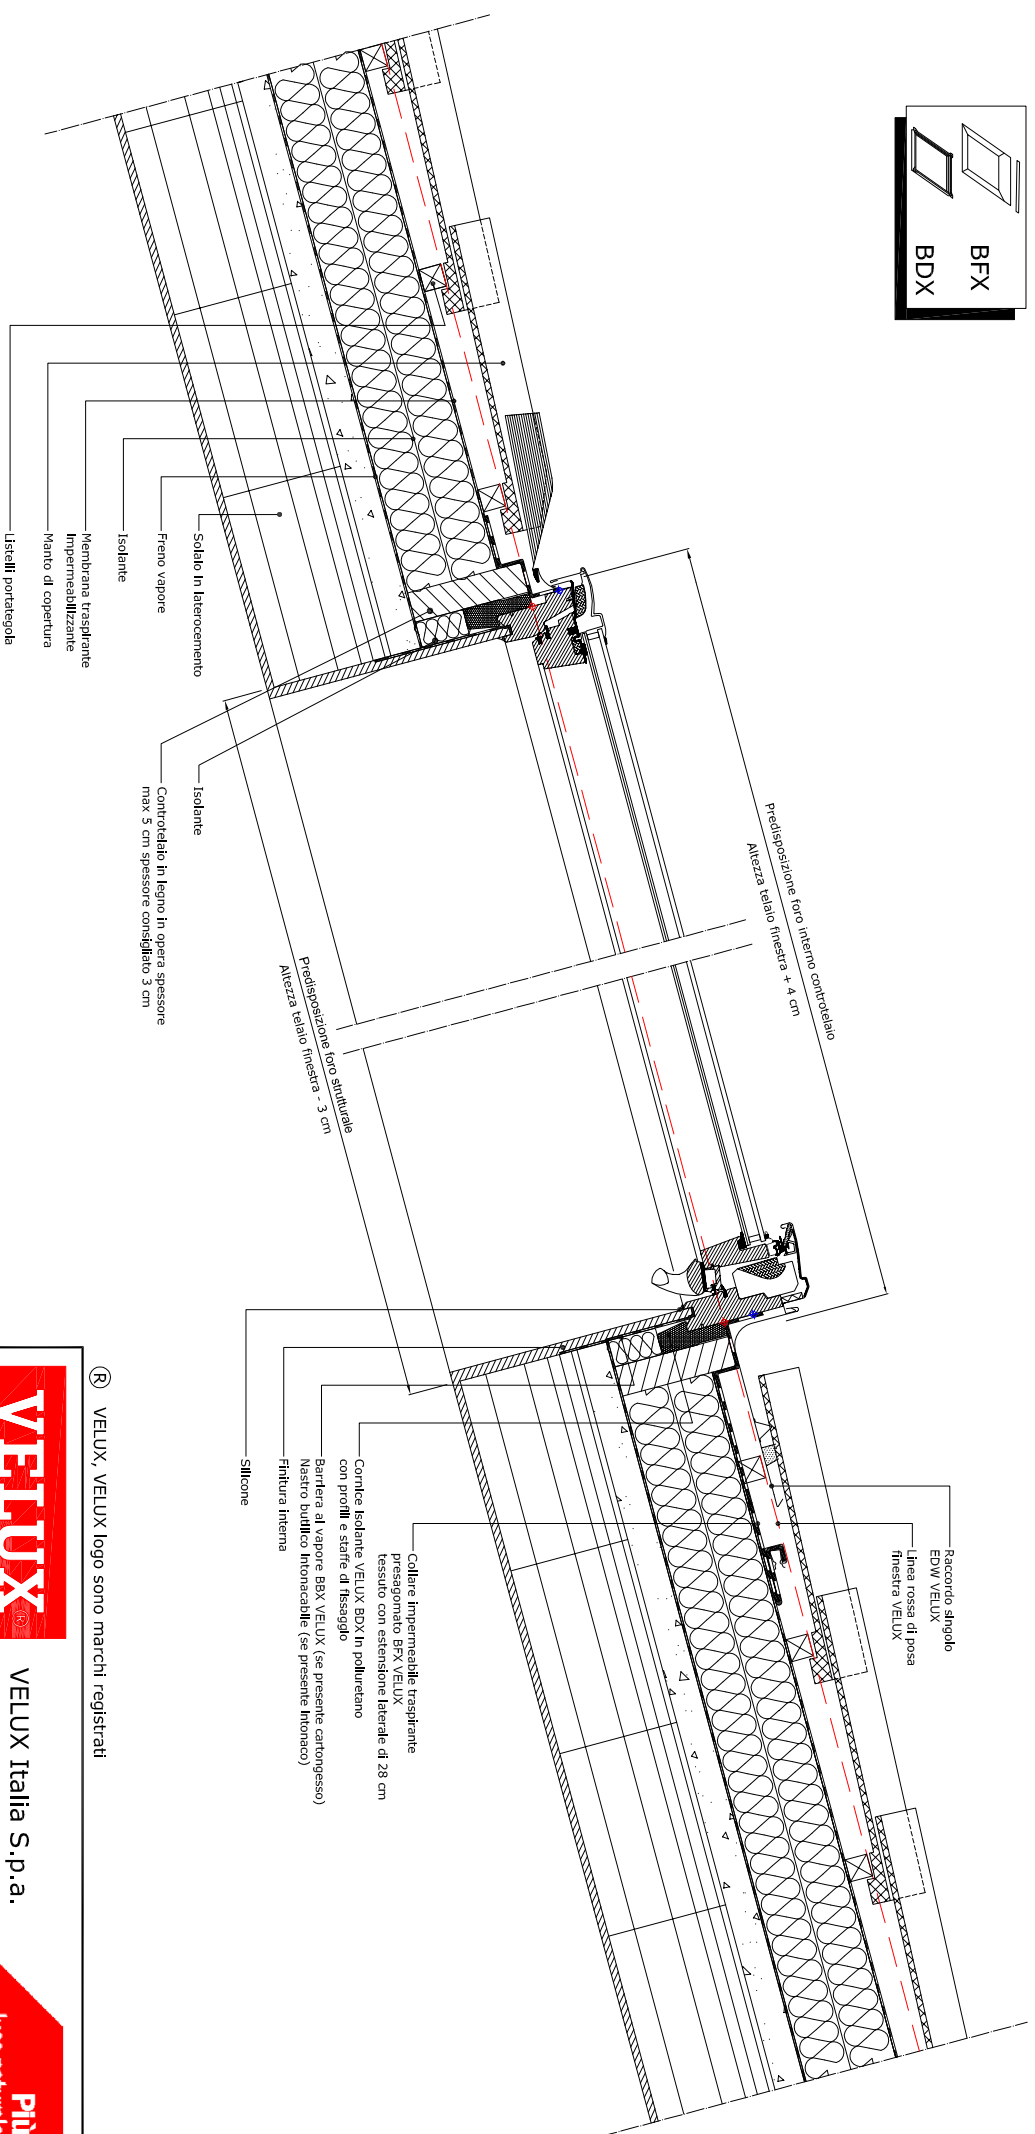 BFX
BDX
Predisposizione foro interno controtelaio
Altezza telaio finestra + 4 cm
Predisposizione foro strutturale
Altezza telaio finestra - 3 cm
Raccordo singolo
EDW VELUX
Linea rossa di posa
finestra VELUX
Collare impermeabile traspirante
presagomato BFX VELUX
tessuto con estensione laterale di 28 cm
Cornice isolante VELUX BDX in poliuretano
con profili e staffe di fissaggio
Barriera al vapore BBX VELUX (se presente cartongesso)
Nastro butilico intonacabile (se presente intonaco)
Finitura interna
Silicone
Isolante
Controtelaio in legno in opera spessore
max 5 cm spessore consigliato 3 cm
Solaio in laterocemento
Freno vapore
Isolante
Membrana traspirante
impermeabilizzante
Manto di copertura
Listelli portategola
® VELUX, VELUX logo sono marchi registrati
VELUX ®
VELUX Italia S.p.a.